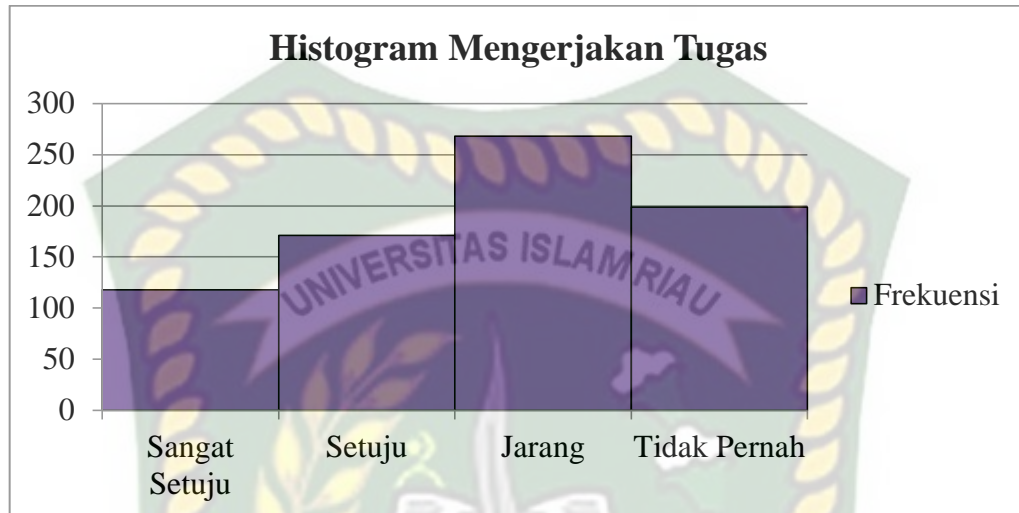 Histogram Mengerjakan Tugas
300
250
200
150
100
50
0
UNIVERSITAS ISLAM RIAU
Frekuensi
Sangat
Setuju
Setuju
Jarang
Tidak Pernah